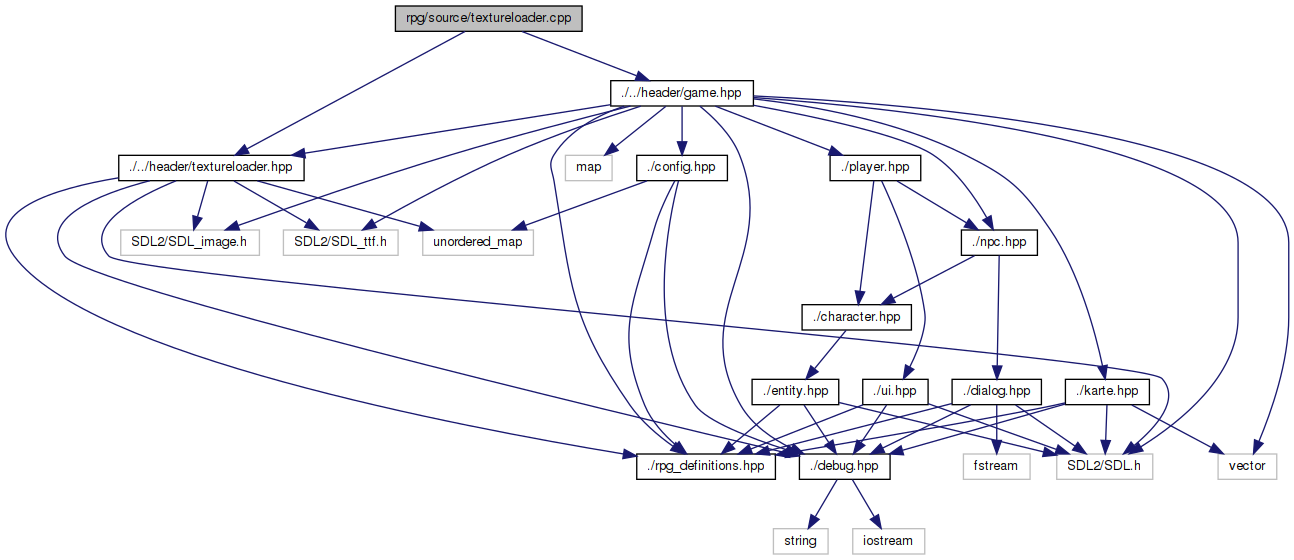 rpg/source/textureloader.cpp
./../header/game.hpp
./../header/textureloader.hpp
map
./config.hpp
./player.hpp
SDL2/SDL_image.h
SDL2/SDL_ttf.h
unordered_map
./npc.hpp
./character.hpp
./entity.hpp
./ui.hpp
./dialog.hpp
./karte.hpp
./rpg_definitions.hpp
./debug.hpp
fstream
SDL2/SDL.h
vector
string
iostream